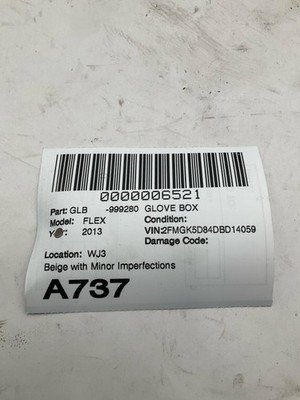 0000006521
Part: GLB -999280 GLOVE BOX
Model: FLEX Condition:
Year: 2013 VIN:2FMGK5D84DBD14059
Damage Code:
Location: WJ3
Beige with Minor Imperfections
A737